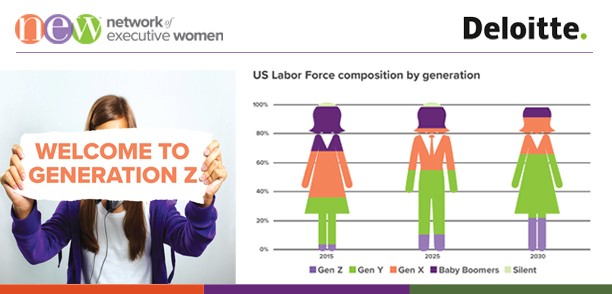 new network of
executive women
Deloitte.
WELCOME TO
GENERATION Z
US Labor Force composition by generation
100%
80%
60%
40%
20%
0%
2015 2025 2030
Gen Z Gen Y Gen X Baby Boomers Silent